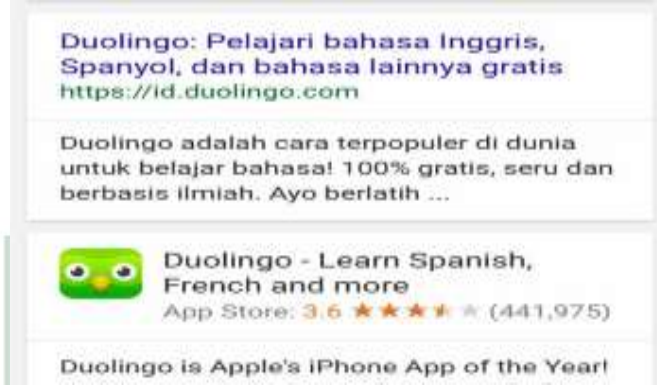 Duolingo: Pelajari bahasa Inggris,
Spanyol, dan bahasa lainnya gratis
https://id.duolingo.com
Duolingo adalah cara terpopuler di dunia
untuk belajar bahasa! 100% gratis, seru dan
berbasis ilmiah. Ayo berlatih ...
Duolingo - Learn Spanish,
French and more
App Store: 3.6 ★★★★★ (441,975)
Duolingo is Apple's iPhone App of the Year!